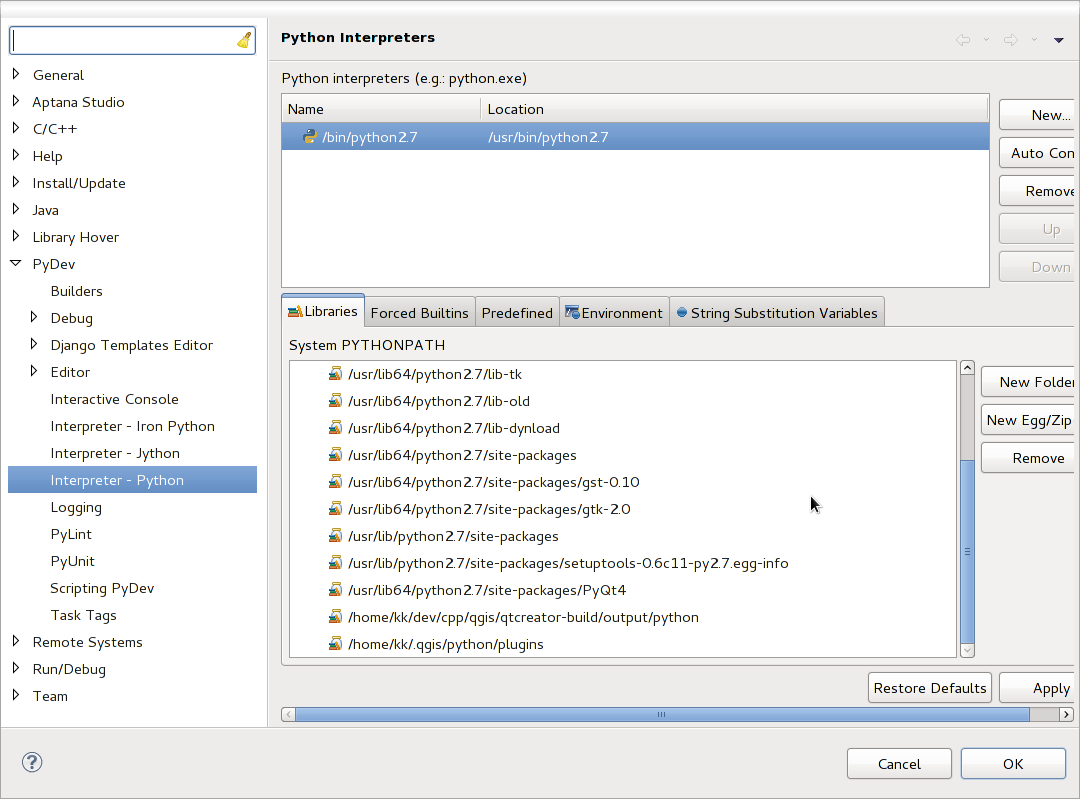 Python Interpreters
General
Aptana Studio
C/C++
Help
Install/Update
Java
Library Hover
PyDev
Builders
Debug
Django Templates Editor
Editor
Interactive Console
Interpreter - Iron Python
Interpreter - Jython
Interpreter - Python
Logging
PyLint
PyUnit
Scripting PyDev
Task Tags
Remote Systems
Run/Debug
Team
Python interpreters (e.g.: python.exe)
Name Location
/bin/python2.7 /usr/bin/python2.7
New...
Auto Con
Remove
Up
Down
Libraries Forced Builtins Predefined Environment String Substitution Variables
System PYTHONPATH
/usr/lib64/python2.7/lib-tk
/usr/lib64/python2.7/lib-old
/usr/lib64/python2.7/lib-dynload
/usr/lib64/python2.7/site-packages
/usr/lib64/python2.7/site-packages/gst-0.10
/usr/lib64/python2.7/site-packages/gtk-2.0
/usr/lib/python2.7/site-packages
/usr/lib/python2.7/site-packages/setuptools-0.6c11-py2.7.egg-info
/usr/lib64/python2.7/site-packages/PyQt4
/home/kk/dev/cpp/qgis/qtcreator-build/output/python
/home/kk/.qgis/python/plugins
New Folder
New Egg/Zip
Remove
Restore Defaults Apply
? Cancel OK